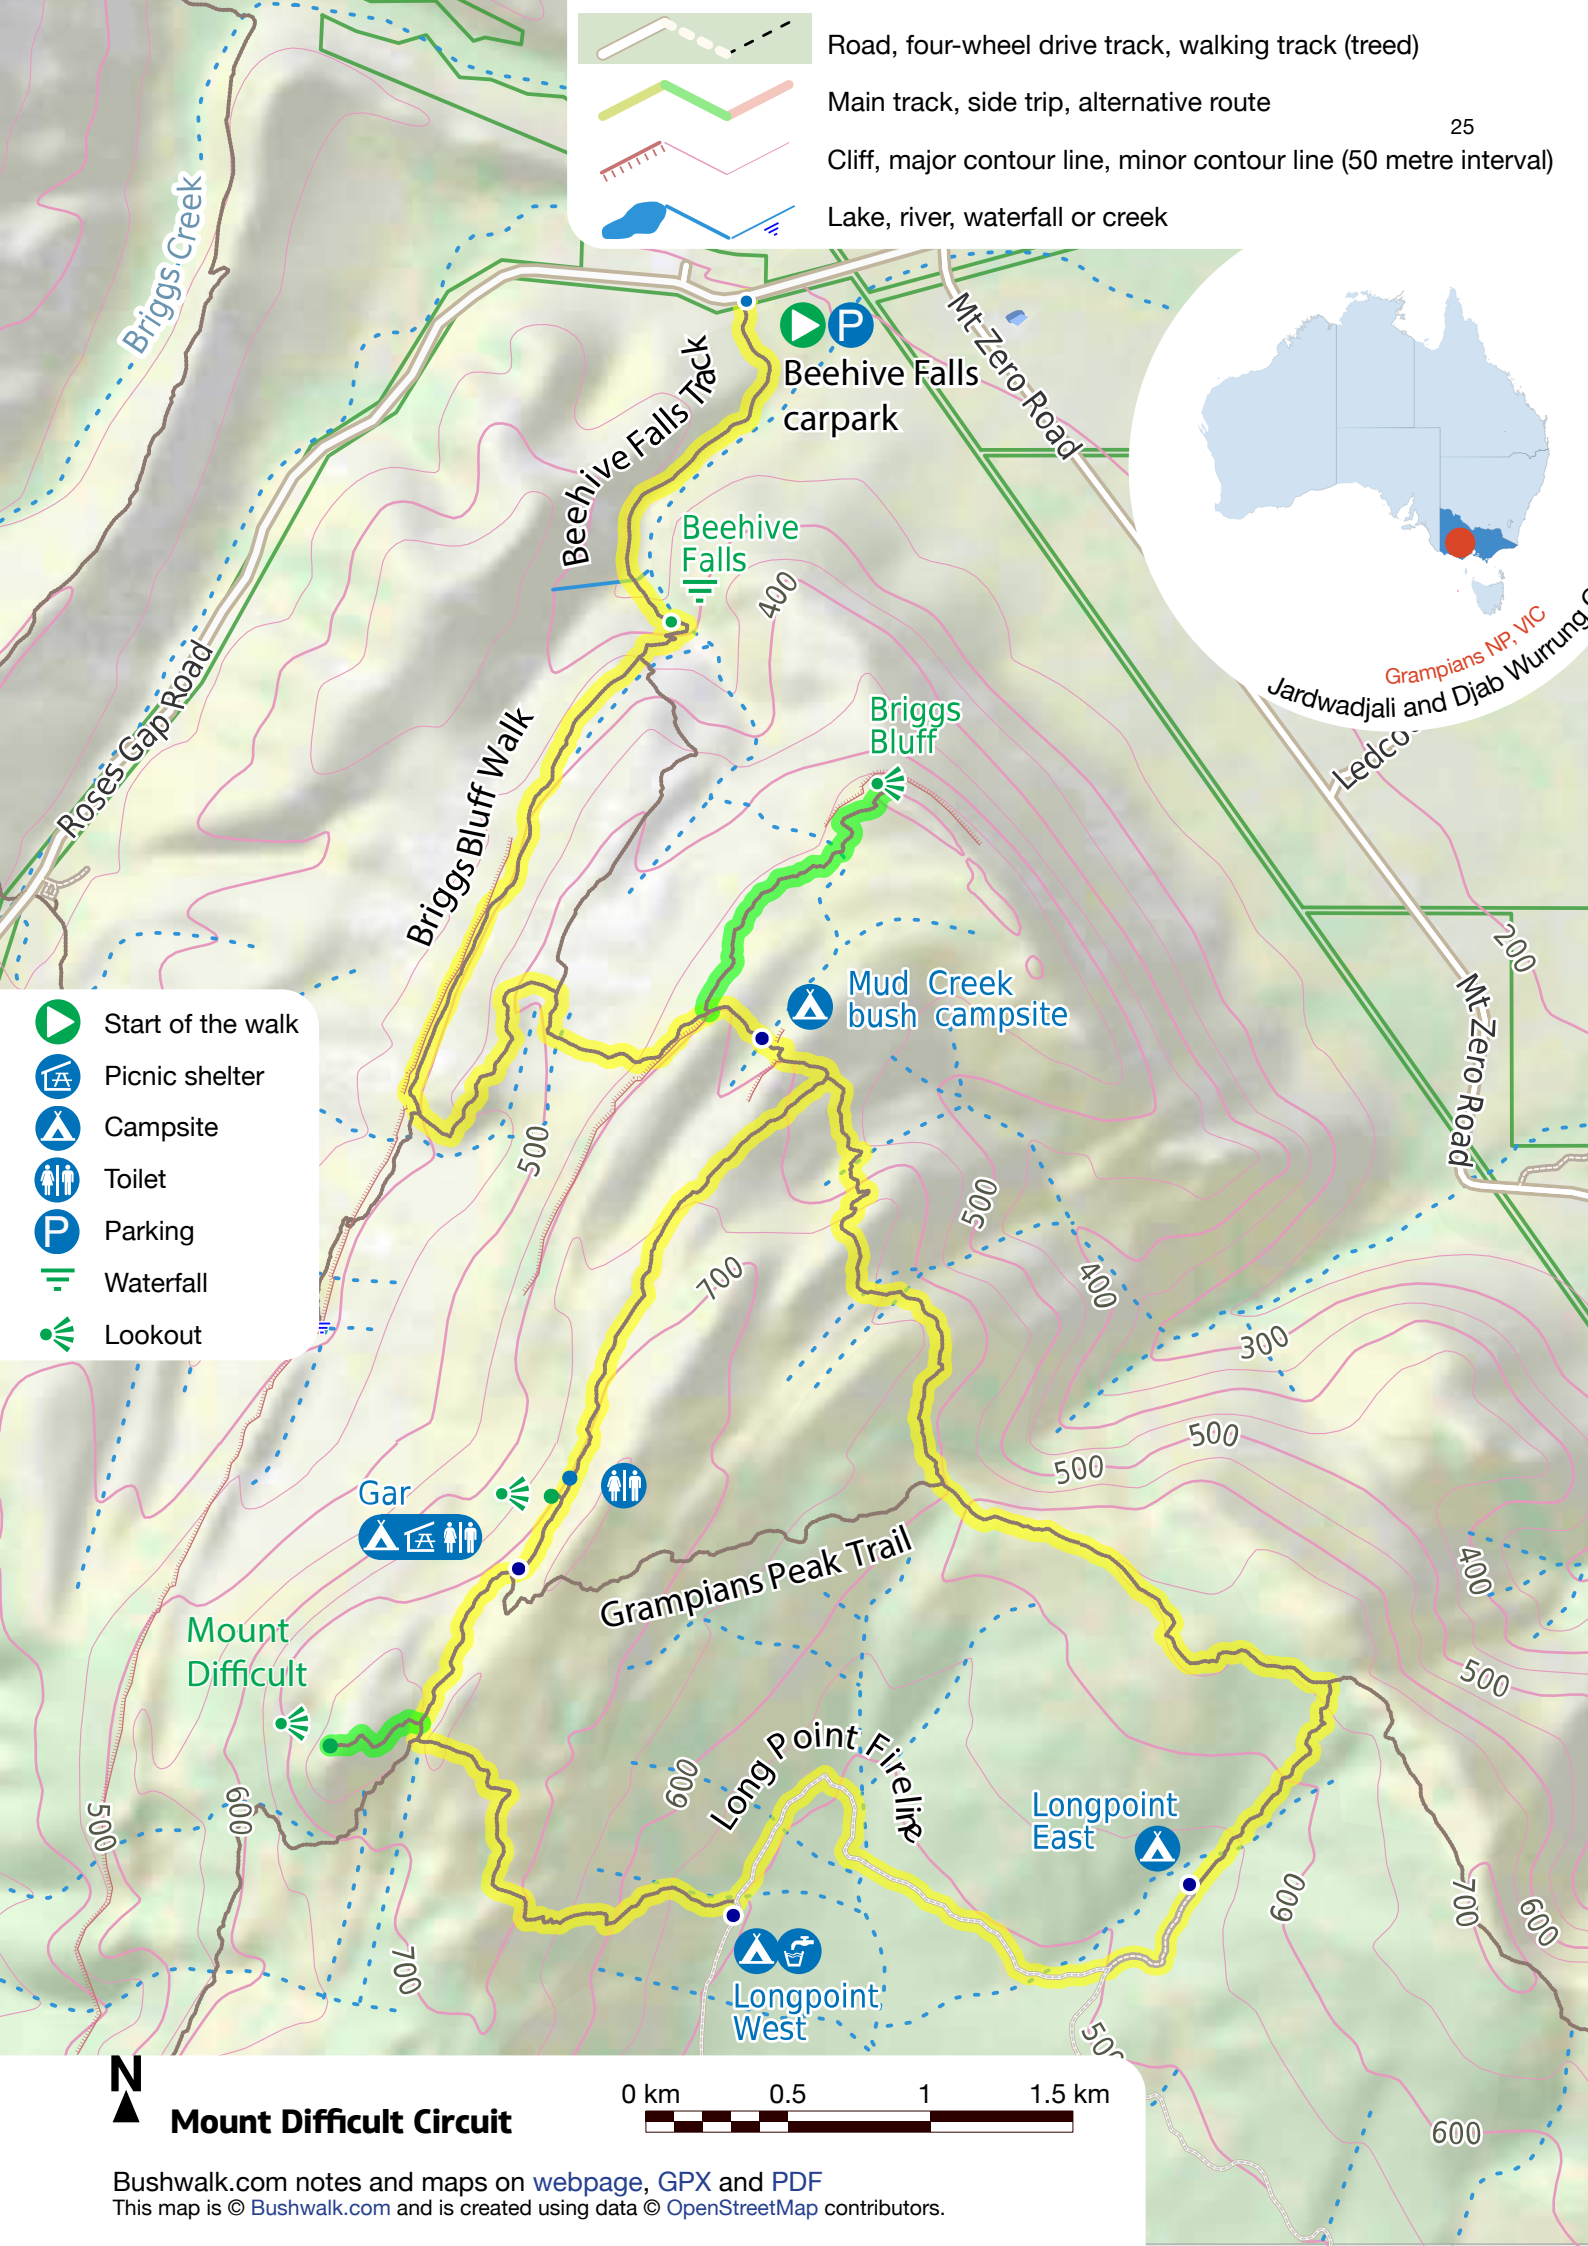 Road, four-wheel drive track, walking track (treed)
Main track, side trip, alternative route
25
Cliff, major contour line, minor contour line (50 metre interval)
Lake, river, waterfall or creek
Briggs Creek
Mt Zero Road
P
Beehive Falls
carpark
Beehive Falls Track
Beehive
Falls
400
Grampians NP, VIC
Jardwadjali and Djab Wurrung
Roses Gap Road
Briggs Bluff Walk
Briggs
Bluff
200
Mt Zero Road
Mud Creek
bush campsite
Start of the walk
Picnic shelter
Campsite
Toilet
P
Parking
Waterfall
Lookout
500
500
700
400
300
500
500
Gar
Grampians Peak Trail
400
Mount
Difficult
500
Long Point Fireline
600
600
500
Longpoint
East
600
700
600
700
Longpoint
West
500
N
Mount Difficult Circuit
0 km 0.5 1 1.5 km
600
Bushwalk.com notes and maps on webpage, GPX and PDF
This map is © Bushwalk.com and is created using data © OpenStreetMap contributors.